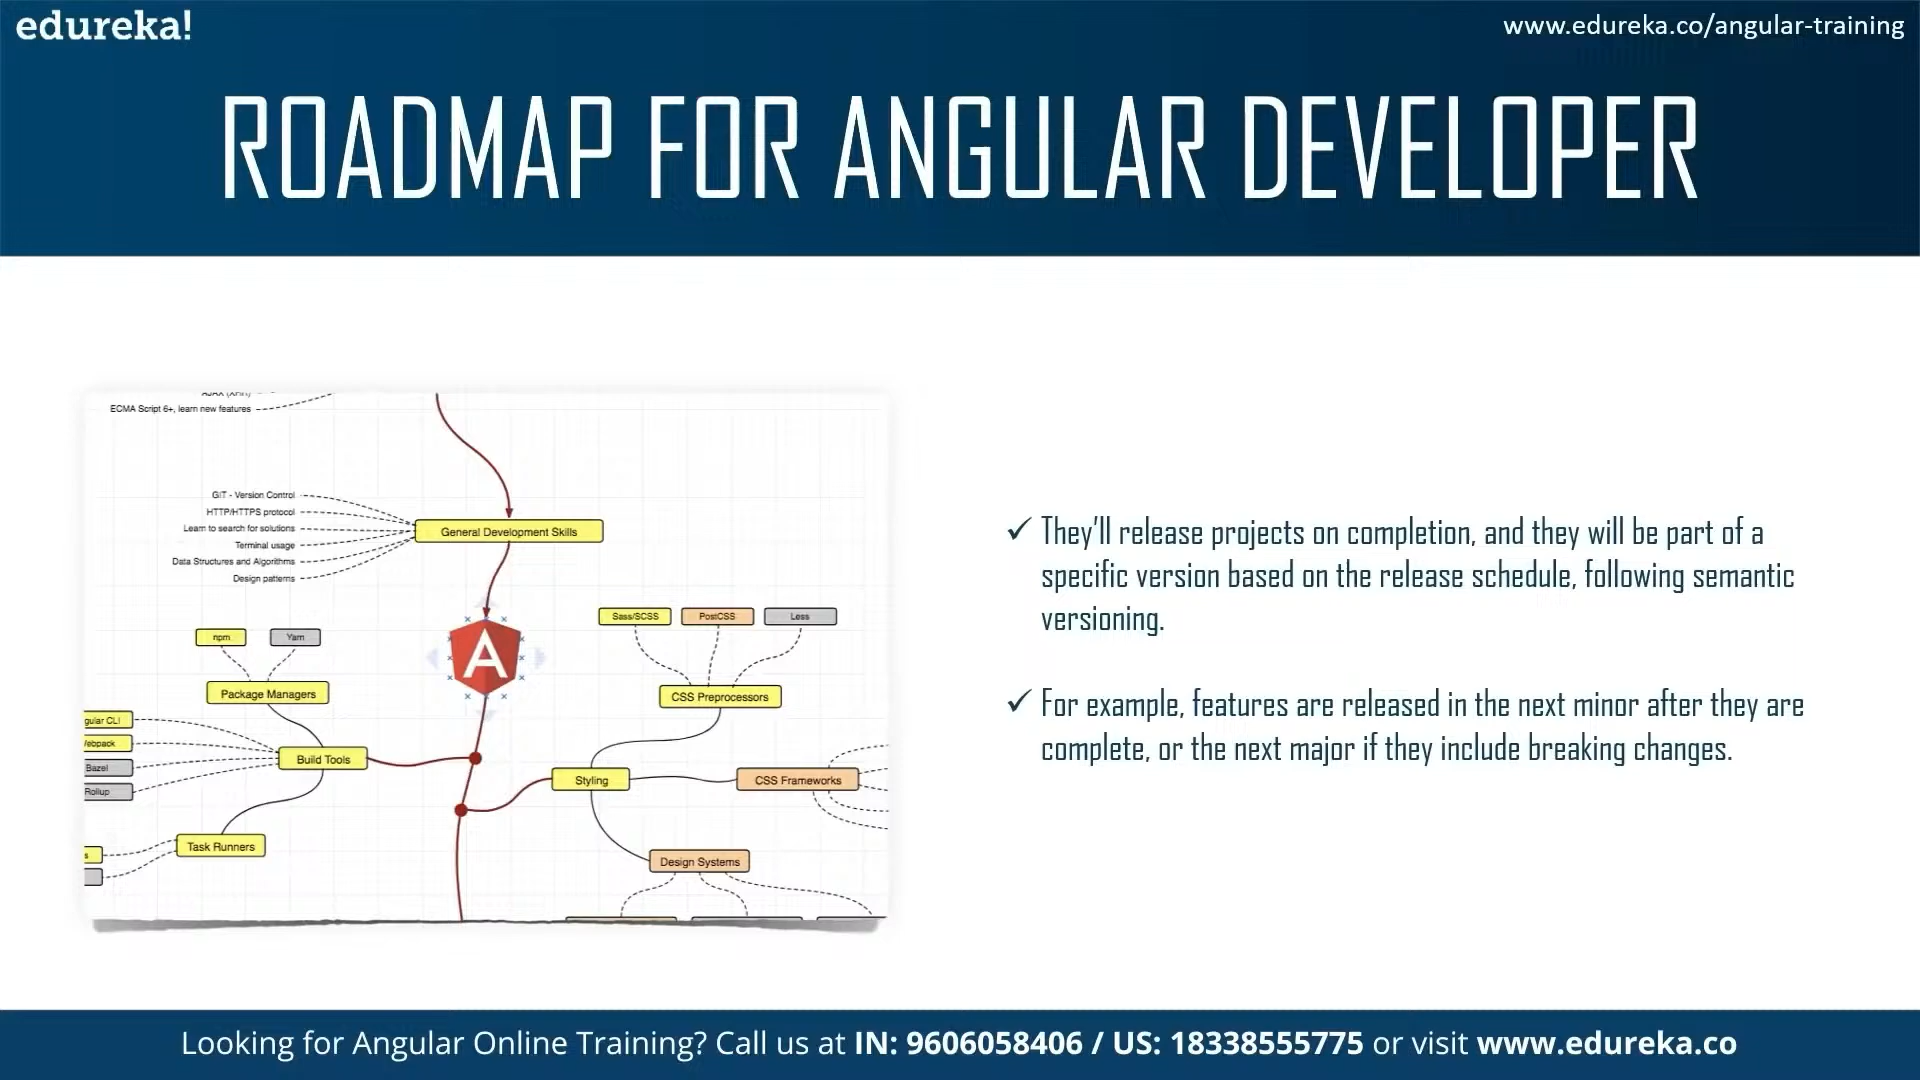 edureka!
www.edureka.co/angular-training
ROADMAP FOR ANGULAR DEVELOPER
ECMA Script 6+, learn new features
GIT - Version Control
HTTP/HTTPS protocol
Learn to search for solutions
Terminal usage
Data Structures and Algorithms
Design patterns
General Development Skills
npm
Yarn
Package Managers
A
Sass/SCSS
PostCSS
Less
CSS Preprocessors
gular CLI
Webpack
Bazel
Rollup
Build Tools
Styling
CSS Frameworks
Task Runners
s
Design Systems
✓ They'll release projects on completion, and they will be part of a
specific version based on the release schedule, following semantic
versioning.
✓ For example, features are released in the next minor after they are
complete, or the next major if they include breaking changes.
Looking for Angular Online Training? Call us at IN: 9606058406 / US: 18338555775 or visit www.edureka.co